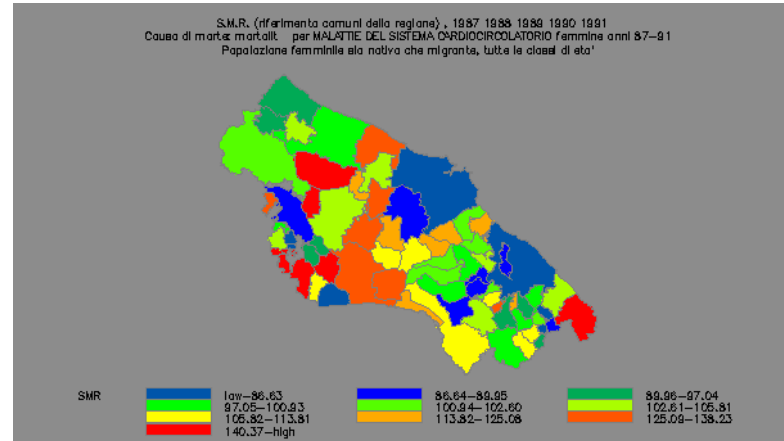 S.M.R. (riferimento comuni della regione) , 1987 1988 1989 1990 1991
Causa di morte: mortalit per MALATTIE DEL SISTEMA CARDIOCIRCOLATORIO femmine anni 87-91
Popolazione femminile sia nativa che migrante, tutte le classi di eta'
SMR
low-86.63 86.64-89.95 89.96-97.04
97.05-100.93 100.94-102.60 102.61-105.81
105.82-113.81 113.82-125.08 125.09-138.23
140.37-high